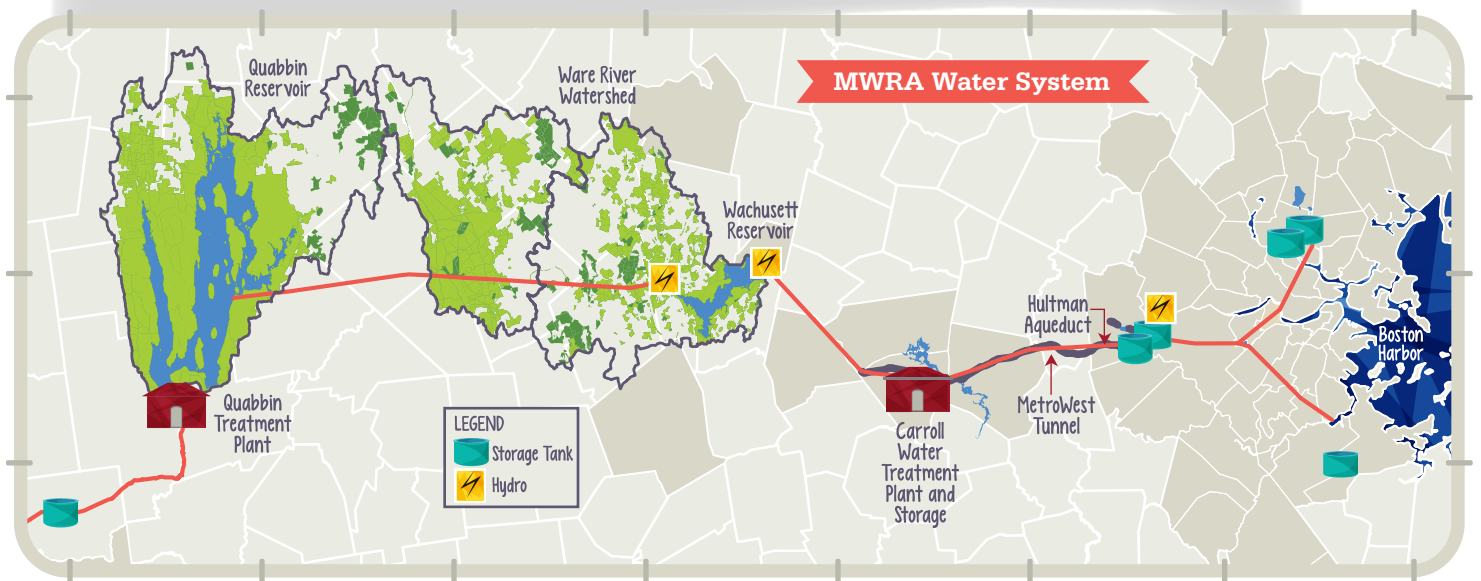 MWRA Water System
Quabbin
Reservoir
Ware River
Watershed
Wachusett
Reservoir
Hultman
Aqueduct
Boston
Harbor
Quabbin
Treatment
Plant
MetroWest
Tunnel
Carroll
Water
Treatment
Plant and
Storage
LEGEND
Storage Tank
Hydro